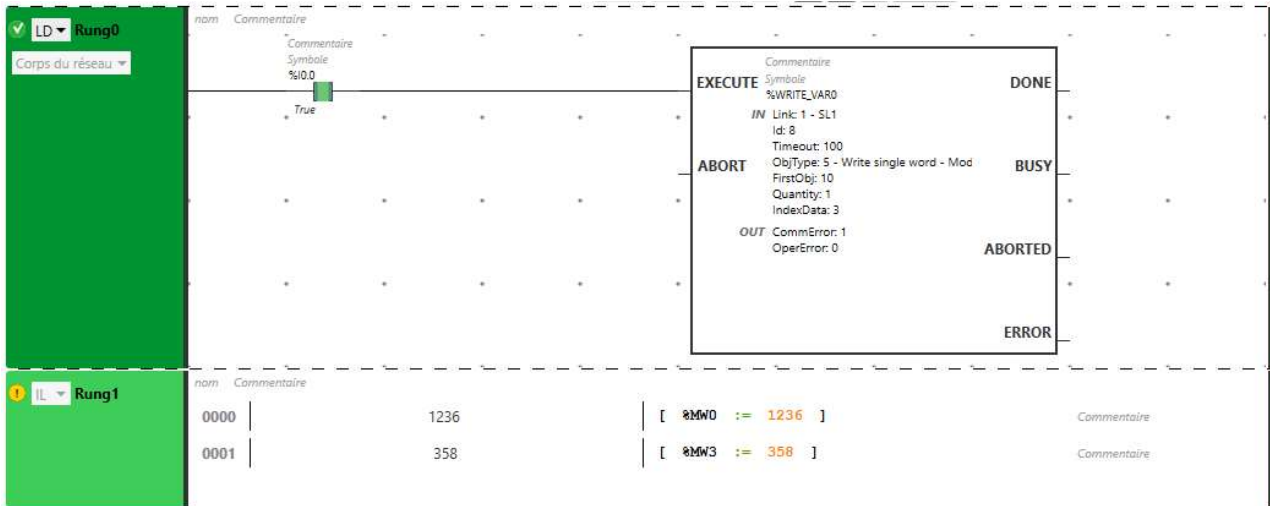 LD Rung0
Corps du réseau
nom Commentaire
Commentaire
Symbole
%I0.0
True
EXECUTE
ABORT
Commentaire
Symbole
%WRITE_VAR0
IN Link: 1 - SL1
Id: 8
Timeout: 100
ObjType: 5 - Write single word - Mod
FirstObj: 10
Quantity: 1
IndexData: 3
OUT CommError: 1
OperError: 0
DONE
BUSY
ABORTED
ERROR
! IL Rung1
nom Commentaire
0000 1236 [ %MW0 := 1236 ] Commentaire
0001 358 [ %MW3 := 358 ] Commentaire